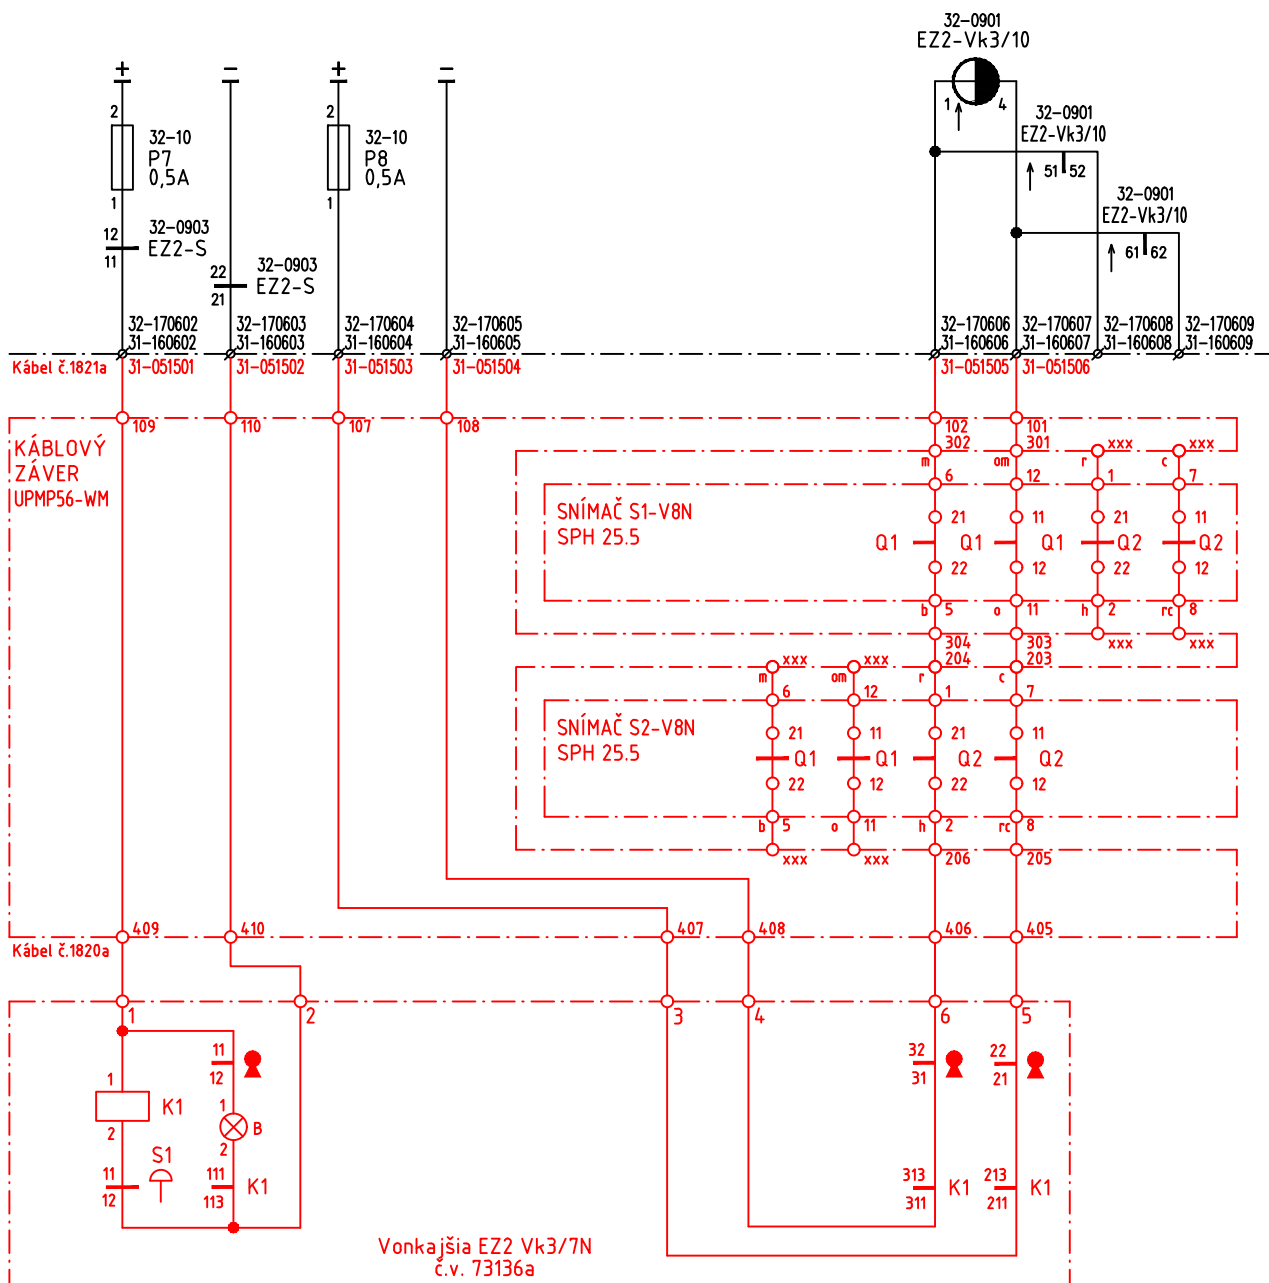 32-0901
EZ2-Vk3/10
+ − + −
1 4
2 2
32-0901
EZ2-Vk3/10
32-10
P7
0,5A
32-10
P8
0,5A
51 52
1 1
32-0901
EZ2-Vk3/10
12
11
32-0903
EZ2-S
61 62
22
21
32-0903
EZ2-S
32-170602 32-170603 32-170604 32-170605 32-170606 32-170607 32-170608 32-170609
31-160602 31-160603 31-160604 31-160605 31-160606 31-160607 31-160608 31-160609
Kábel č.1821a 31-051501 31-051502 31-051503 31-051504 31-051505 31-051506
109 110 107 108 102 101
KÁBLOVÝ
ZÁVER
UPMP56-WM
302 301 xxx xxx
m om r c
6 12 1 7
SNÍMAČ S1-V8N
SPH 25.5
21 11 21 11
Q1 Q1 Q1 Q2 Q2
22 12 22 12
b 5 o 11 h 2 rc 8
304 303 xxx xxx
xxx xxx 204 203
m om r c
6 12 1 7
SNÍMAČ S2-V8N
SPH 25.5
21 11 21 11
Q1 Q1 Q2 Q2
22 12 22 12
b 5 o 11 h 2 rc 8
xxx xxx 206 205
409 410 407 408 406 405
Kábel č.1820a
1 2 3 4 6 5
11
12
32
31
22
21
1
K1
2
1
B
2
S1
11
12
111
113
K1
313
311
K1
213
211
K1
Vonkajšia EZ2 Vk3/7N
č.v. 73136a